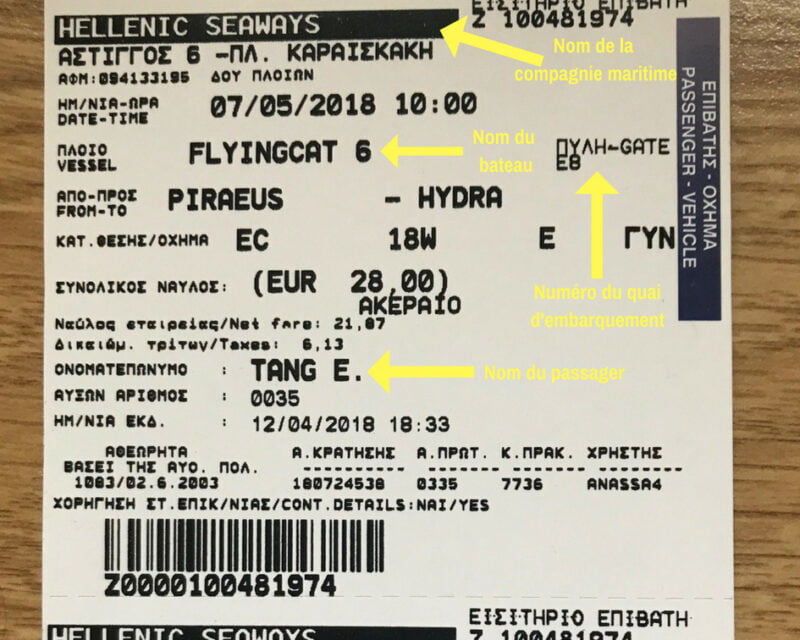 ΕΙΣΙΤΗΡΙΟ ΕΠΙΒΑΤΗ
HELLENIC SEAWAYS
Z 100481974
ΑΣΤΙΓΓΟΣ 6 -ΠΛ. ΚΑΡΑΙΣΚΑΚΗ
Nom de la
compagnie maritime
ΑΦΜ:094133195 ΔΟΥ ΠΛΟΙΩΝ
ΗΜ/ΝΙΑ-ΩΡΑ
DATE-TIME
07/05/2018 10:00
ΠΛΟΙΟ
VESSEL
FLYINGCAT 6
Nom du
bateau
ΠΥΛΗ-GATE
E8
ΕΠΙΒΑΤΗΣ - ΟΧΗΜΑ
PASSENGER - VEHICLE
ΑΠΟ-ΠΡΟΣ
FROM-TO
PIRAEUS - HYDRA
ΚΑΤ.ΘΕΣΗΣ/ΟΧΗΜΑ EC 18W E ΓΥΝ
ΣΥΝΟΛΙΚΟΣ ΝΑΥΛΟΣ: (EUR 28,00)
ΑΚΕΡΑΙΟ
Numéro du quai
d'embarquement
Ναύλος εταιρείας/Net fare: 21,87
Δικαιώμ. τρίτων/Taxes: 6,13
ΟΝΟΜΑΤΕΠΩΝΥΜΟ : TANG E.
Nom du passager
ΑΥΞΩΝ ΑΡΙΘΜΟΣ : 0035
ΗΜ/ΝΙΑ ΕΚΔ. : 12/04/2018 18:33
ΑΘΕΩΡΗΤΑ Α.ΚΡΑΤΗΣΗΣ Α.ΠΡΩΤ. Κ.ΠΡΑΚ. ΧΡΗΣΤΗΣ
ΒΑΣΕΙ ΤΗΣ ΑΥΟ. ΠΟΛ. ----------- ------- ------- ---------
1083/02.6.2003 180724538 0335 7736 ANASSA4
ΧΟΡΗΓΗΣΗ ΣΤ.ΕΠΙΚ/ΝΙΑΣ/CONT.DETAILS:ΝΑΙ/YES
Z0000100481974
ΕΙΣΙΤΗΡΙΟ ΕΠΙΒΑΤΗ
HELLENIC SEAWAYS
Z 100481974